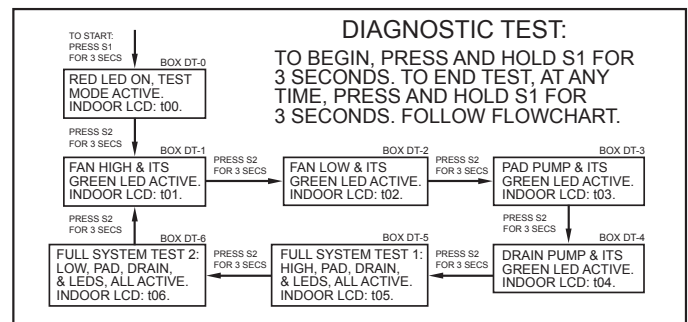 DIAGNOSTIC TEST:
TO BEGIN, PRESS AND HOLD S1 FOR
3 SECONDS. TO END TEST, AT ANY
TIME, PRESS AND HOLD S1 FOR
3 SECONDS. FOLLOW FLOWCHART.
TO START:
PRESS S1
FOR 3 SECS
BOX DT-0
RED LED ON, TEST
MODE ACTIVE.
INDOOR LCD: t00.
PRESS S2
FOR 3 SECS
BOX DT-1
FAN HIGH & ITS
GREEN LED ACTIVE.
INDOOR LCD: t01.
PRESS S2
FOR 3 SECS
BOX DT-2
FAN LOW & ITS
GREEN LED ACTIVE.
INDOOR LCD: t02.
PRESS S2
FOR 3 SECS
BOX DT-3
PAD PUMP & ITS
GREEN LED ACTIVE.
INDOOR LCD: t03.
PRESS S2
FOR 3 SECS
BOX DT-4
DRAIN PUMP & ITS
GREEN LED ACTIVE.
INDOOR LCD: t04.
PRESS S2
FOR 3 SECS
BOX DT-5
FULL SYSTEM TEST 1:
HIGH, PAD, DRAIN,
& LEDS, ALL ACTIVE.
INDOOR LCD: t05.
PRESS S2
FOR 3 SECS
BOX DT-6
FULL SYSTEM TEST 2:
LOW, PAD, DRAIN,
& LEDS, ALL ACTIVE.
INDOOR LCD: t06.
PRESS S2
FOR 3 SECS